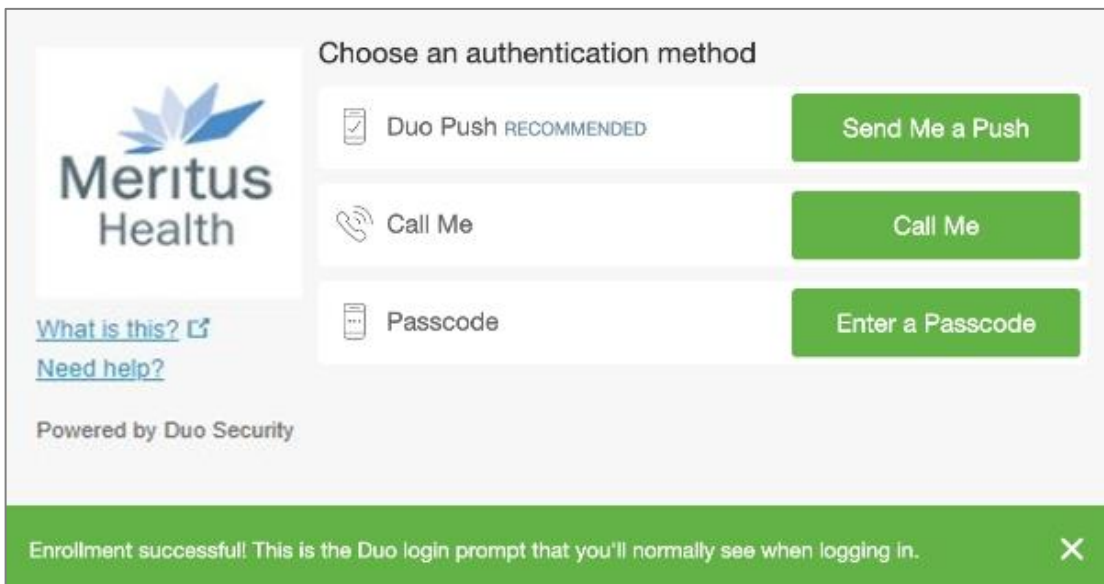 Choose an authentication method
Meritus
Health
Duo Push RECOMMENDED
Send Me a Push
Call Me
Call Me
Passcode
Enter a Passcode
What is this?
Need help?
Powered by Duo Security
Enrollment successful! This is the Duo login prompt that you'll normally see when logging in.